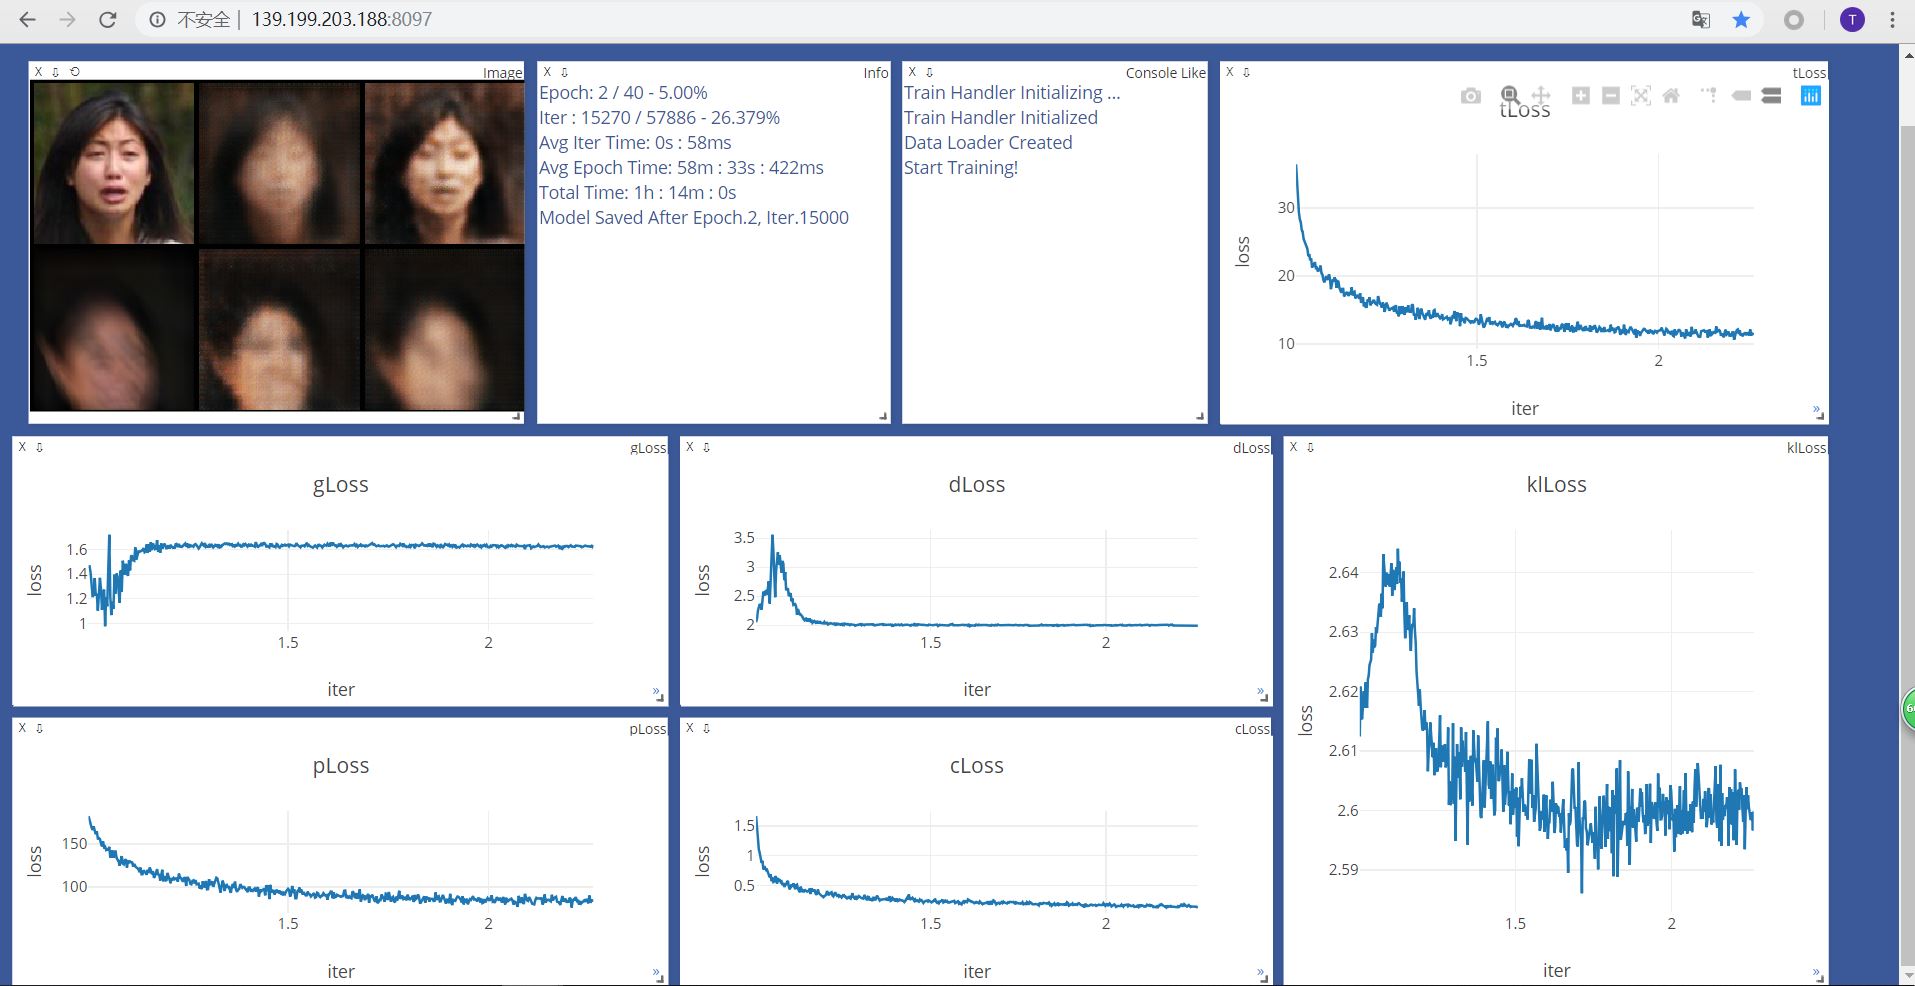 不安全 | 139.199.203.188:8097
T
X Image
Epoch: 2 / 40 - 5.00%
Iter : 15270 / 57886 - 26.379%
Avg Iter Time: 0s : 58ms
Avg Epoch Time: 58m : 33s : 422ms
Total Time: 1h : 14m : 0s
Model Saved After Epoch.2, Iter.15000
X Info
X Console Like
Train Handler Initializing ...
Train Handler Initialized
Data Loader Created
Start Training!
X tLoss
tLoss
loss
30
20
10
1.5 2
iter
»
X gLoss
gLoss
loss
1.6
1.4
1.2
1
1.5 2
iter
»
X dLoss
dLoss
loss
3.5
3
2.5
2
1.5 2
iter
»
X klLoss
klLoss
loss
2.64
2.63
2.62
2.61
2.6
2.59
1.5 2
iter
»
X pLoss
pLoss
loss
150
100
1.5 2
iter
»
X cLoss
cLoss
loss
1.5
1
0.5
1.5 2
iter
»